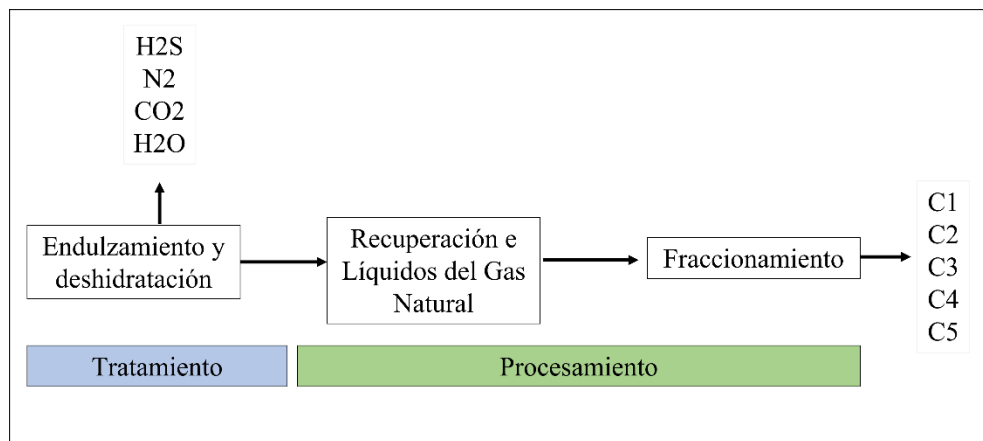 H2S
N2
CO2
H2O
Endulzamiento y
deshidratación
Recuperación e
Líquidos del Gas
Natural
Fraccionamiento
C1
C2
C3
C4
C5
Tratamiento
Procesamiento